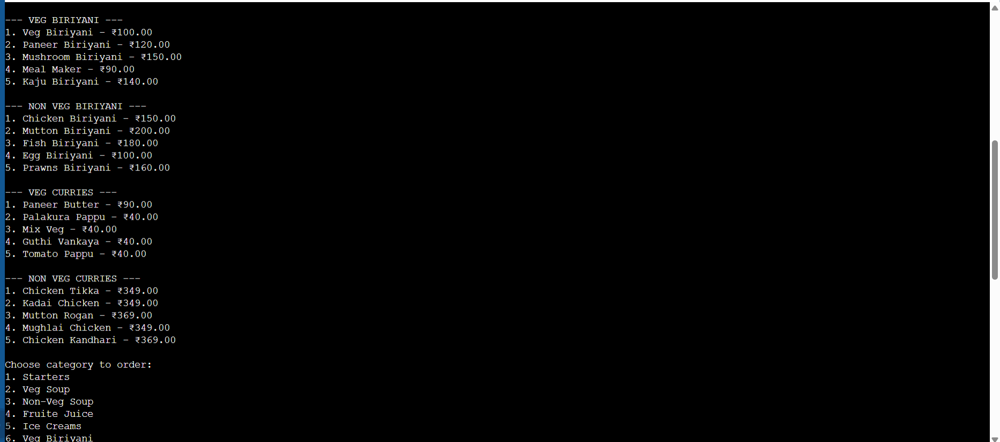 --- VEG BIRIYANI ---
1. Veg Biriyani - ₹100.00
2. Paneer Biriyani - ₹120.00
3. Mushroom Biriyani - ₹150.00
4. Meal Maker - ₹90.00
5. Kaju Biriyani - ₹140.00
--- NON VEG BIRIYANI ---
1. Chicken Biriyani - ₹150.00
2. Mutton Biriyani - ₹200.00
3. Fish Biriyani - ₹180.00
4. Egg Biriyani - ₹100.00
5. Prawns Biriyani - ₹160.00
--- VEG CURRIES ---
1. Paneer Butter - ₹90.00
2. Palakura Pappu - ₹40.00
3. Mix Veg - ₹40.00
4. Guthi Vankaya - ₹40.00
5. Tomato Pappu - ₹40.00
--- NON VEG CURRIES ---
1. Chicken Tikka - ₹349.00
2. Kadai Chicken - ₹349.00
3. Mutton Rogan - ₹369.00
4. Mughlai Chicken - ₹349.00
5. Chicken Kandhari - ₹369.00
Choose category to order:
1. Starters
2. Veg Soup
3. Non-Veg Soup
4. Fruite Juice
5. Ice Creams
6. Veg Biriyani